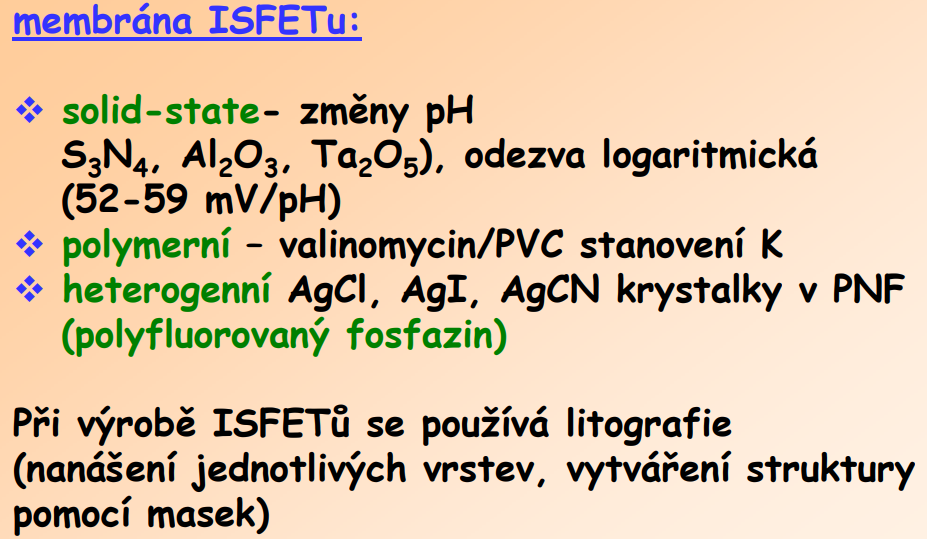 membrána ISFETu:
❖ solid-state- změny pH
S₃N₄, Al₂O₃, Ta₂O₅), odezva logaritmická
(52-59 mV/pH)
❖ polymerní – valinomycin/PVC stanovení K
❖ heterogenní AgCl, AgI, AgCN krystalky v PNF
(polyfluorovaný fosfazin)
Při výrobě ISFETů se používá litografie
(nanášení jednotlivých vrstev, vytváření struktury
pomocí masek)